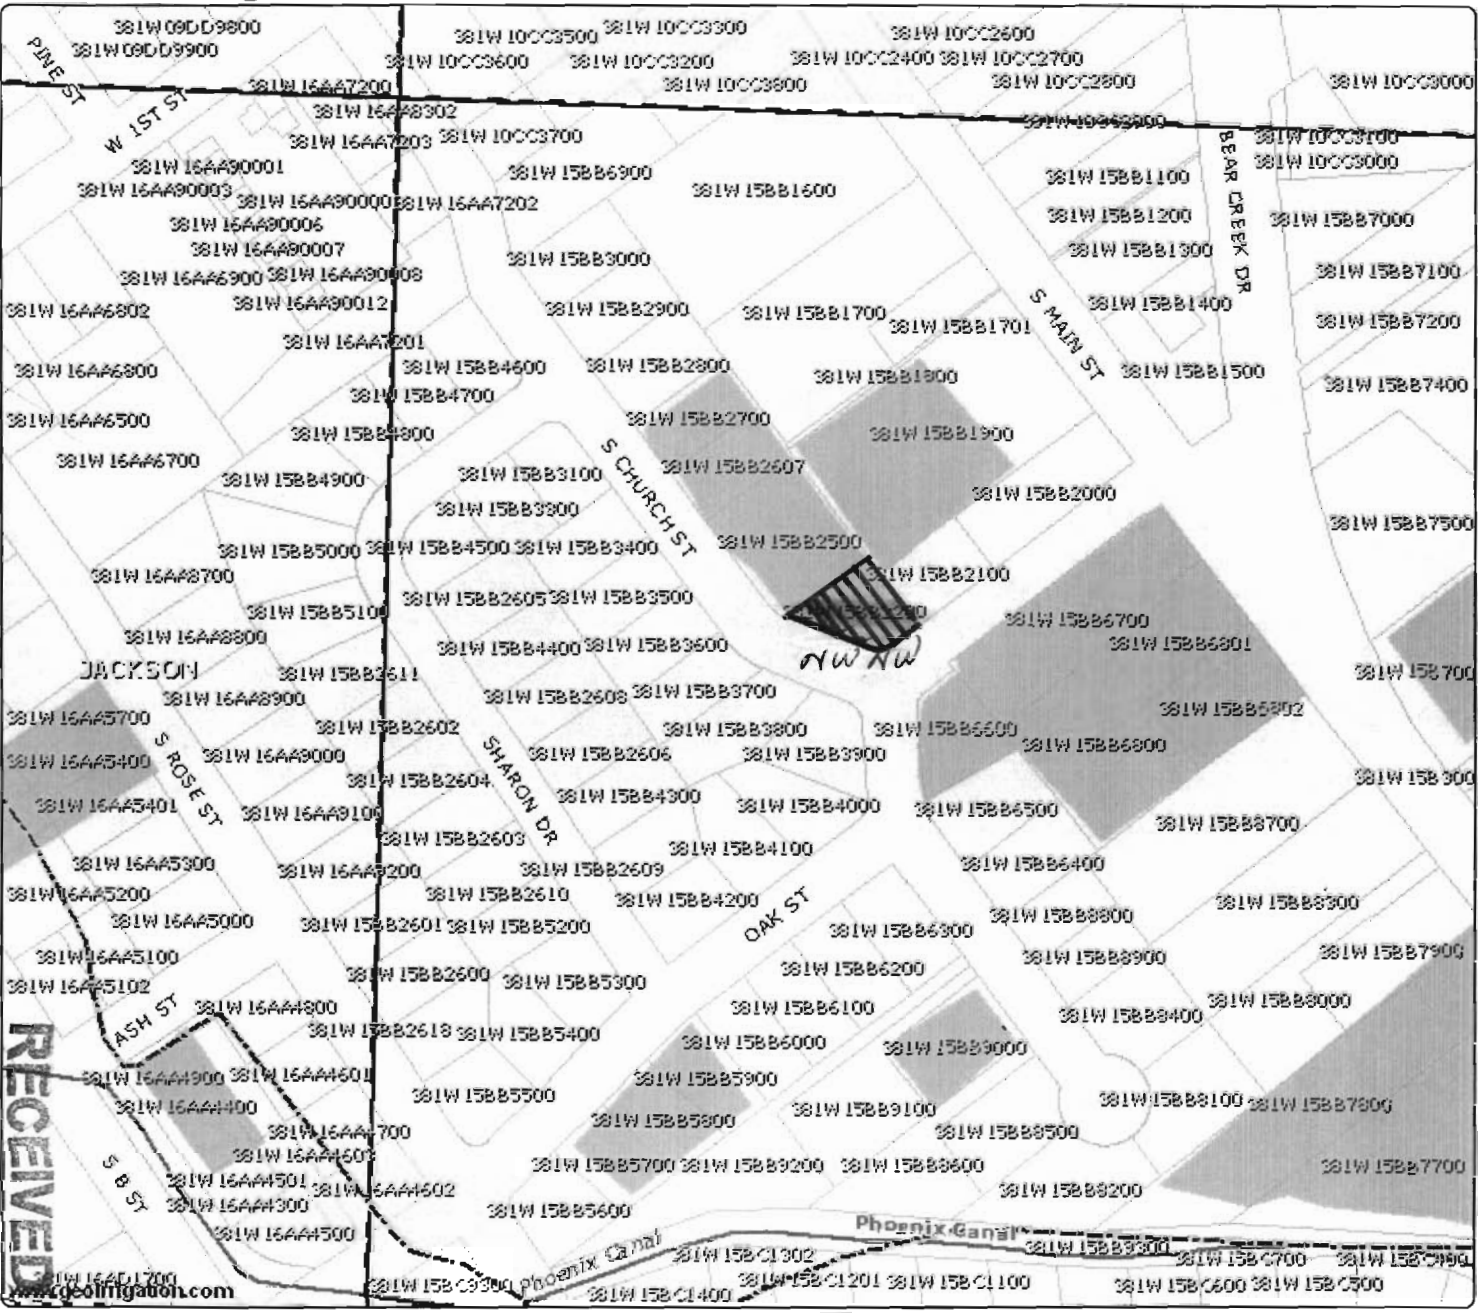 381W 09DD9800 381W 10CC3500 381W 10CC3300 381W 10CC2600
PINE ST 381W 09DD9900 381W 10CC3600 381W 10CC3200 381W 10CC2400 381W 10CC2700
381W 16AA7200 381W 10CC3800 381W 10CC2800 381W 10CC3000
W 1ST ST 381W 16AA8302
381W 16AA7203 381W 10CC3700 381W 10CC3100
381W 16AA90001 381W 15BB6900 381W 10CC3000
381W 16AA90003 381W 16AA90000 381W 16AA7202 381W 15BB1600 381W 15BB1100
381W 16AA90006 381W 15BB1200 BEAR CREEK DR 381W 15BB7000
381W 16AA90007 381W 15BB3000 381W 15BB1300
381W 16AA6900 381W 16AA90008 381W 15BB7100
381W 16AA6802 381W 16AA90012 381W 15BB2900 381W 15BB1700 381W 15BB1701 S MAIN ST 381W 15BB1400 381W 15BB7200
381W 16AA7201
381W 16AA6800 381W 15BB4600 381W 15BB2800 381W 15BB1800 381W 15BB1500 381W 15BB7400
381W 15BB4700
381W 16AA6500 381W 15BB4800 381W 15BB2700 381W 15BB1900
381W 16AA6700 381W 15BB4900 381W 15BB3100 S CHURCH ST 381W 15BB2607 381W 15BB2000
381W 15BB3300 381W 15BB7500
381W 15BB5000 381W 15BB4500 381W 15BB3400 381W 15BB2500
381W 16AA8700 381W 15BB2100
381W 15BB5100 381W 15BB2605 381W 15BB3500 381W 15BB6700
381W 16AA8800 381W 15BB4400 381W 15BB3600 381W 15BB6801
NW NW
JACKSON 381W 15BB2611 381W 15B 700
381W 16AA8900 381W 15BB2608 381W 15BB3700
381W 16AA5700 381W 15BB2602 381W 15BB3800 381W 15BB6600 381W 15BB6802
381W 16AA5400 S ROSE ST 381W 16AA9000 SHARON DR 381W 15BB2606 381W 15BB3900 381W 15BB6800
381W 15BB2604 381W 15B 300
381W 16AA5401 381W 16AA9100 381W 15BB4300 381W 15BB4000 381W 15BB6500
381W 15BB2603 381W 15BB4100 381W 15BB8700
381W 16AA5300 381W 16AA9200 381W 15BB2609 381W 15BB6400
381W 16AA5200 381W 15BB2610 381W 15BB4200 OAK ST 381W 15BB8300
381W 16AA5000 381W 15BB2601 381W 15BB5200 381W 15BB6300 381W 15BB8800
381W 16AA5100 381W 15BB6200 381W 15BB8900 381W 15BB7900
381W 16AA5102 381W 15BB2600 381W 15BB5300
ASH ST 381W 16AA4800 381W 15BB6100 381W 15BB8400 381W 15BB8000
381W 15BB2618 381W 15BB5400 381W 15BB6000 381W 15BB9000
RECEIVED
381W 16AA4900 381W 16AA4601 381W 15BB5500 381W 15BB5900
381W 16AA4400 381W 15BB5800 381W 15BB9100 381W 15BB8100 381W 15BB7800
381W 16AA4700 381W 15BB8500
381W 16AA4603 381W 15BB5700 381W 15BB9200 381W 15BB8600 381W 15BB7700
S B ST 381W 16AA4501 381W 16AA4602 381W 15BB8200
381W 16AA4300 381W 15BB5600
381W 16AA4500 Phoenix Canal Phoenix Canal
381W 15BC1302 381W 15BB9300 381W 15BC700
381W 16AD1700 381W 15BC9300 381W 15BC1201 381W 15BC1100 381W 15BC600 381W 15BC500
www.geoirrigation.com 381W 15BC1400